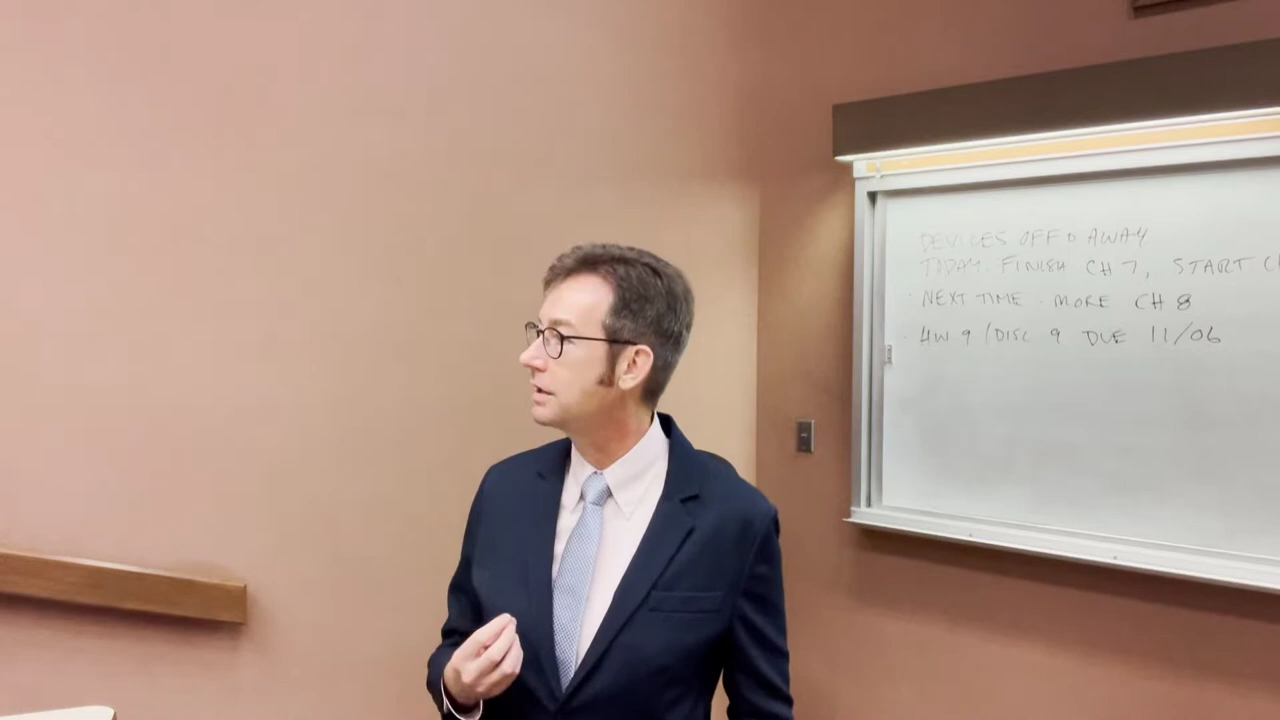 DEVICES OFF & AWAY
TODAY: FINISH CH 7, START
· NEXT TIME · MORE CH 8
· HW 9 / DISC 9 DUE 11/06